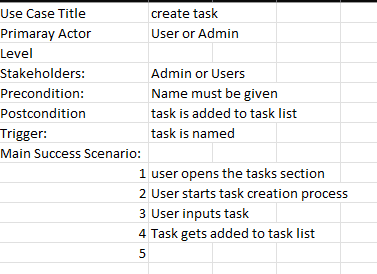 Use Case Title create task
Primaray Actor User or Admin
Level
Stakeholders: Admin or Users
Precondition: Name must be given
Postcondition task is added to task list
Trigger: task is named
Main Success Scenario:
1 user opens the tasks section
2 User starts task creation process
3 User inputs task
4 Task gets added to task list
5